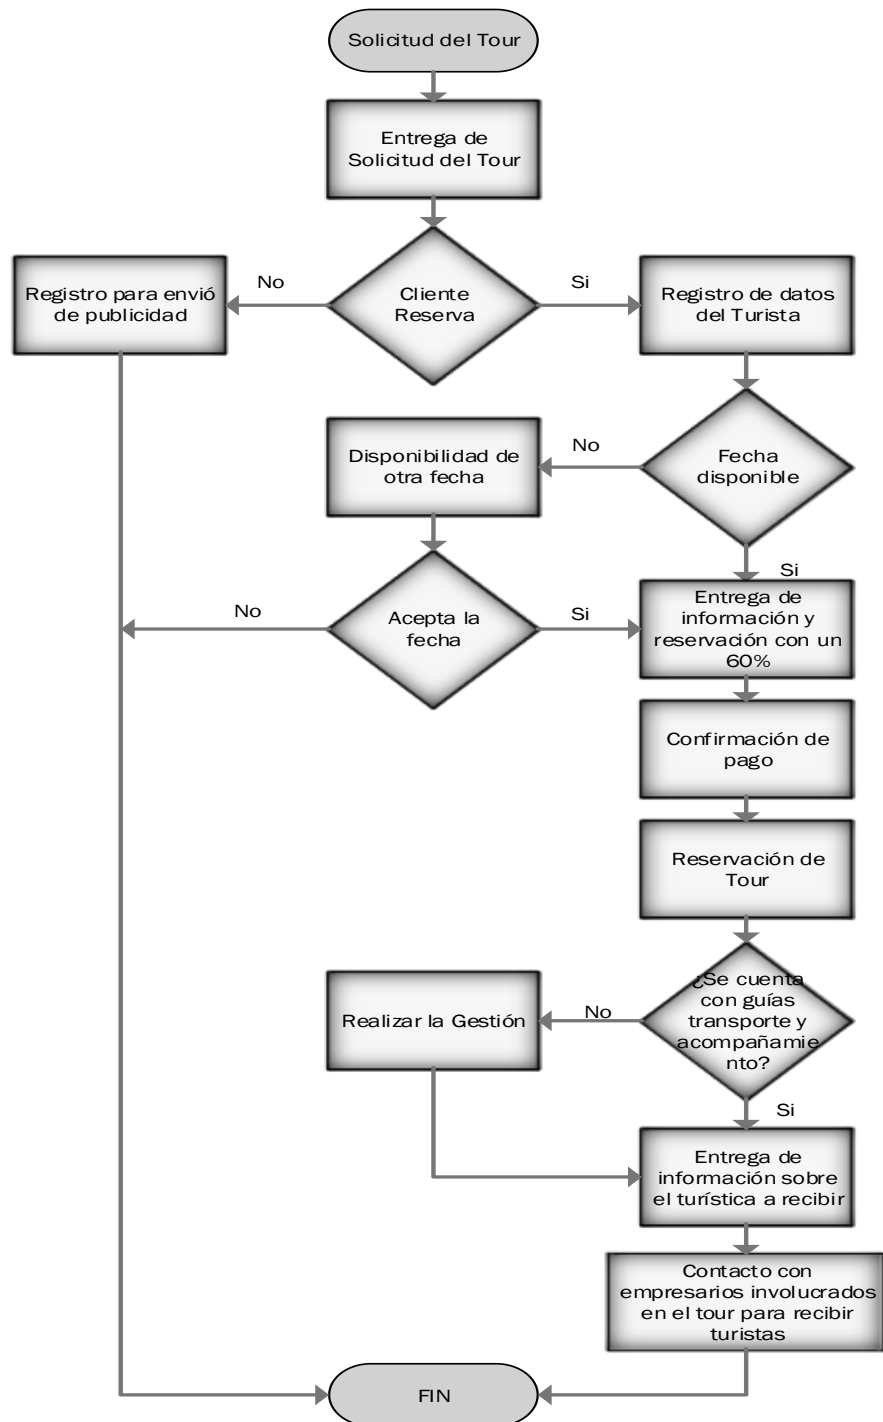 Solicitud del Tour
Entrega de
Solicitud del Tour
No
Cliente
Reserva
Si
Registro para envió
de publicidad
Registro de datos
del Turista
Disponibilidad de
otra fecha
No
Fecha
disponible
Si
No
Acepta la
fecha
Si
Entrega de
información y
reservación con un
60%
Confirmación de
pago
Reservación de
Tour
Realizar la Gestión
No
¿Se cuenta
con guías
transporte y
acompañamie
nto?
Si
Entrega de
información sobre
el turística a recibir
Contacto con
empresarios involucrados
en el tour para recibir
turistas
FIN